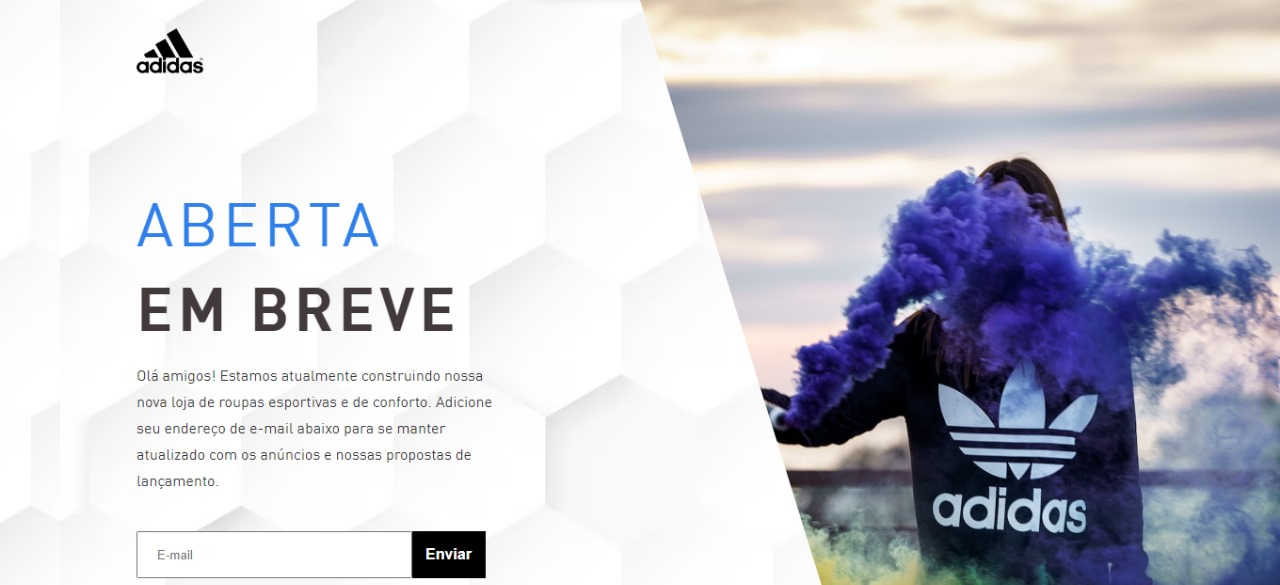 adidas
ABERTA
EM BREVE
Olá amigos! Estamos atualmente construindo nossa
nova loja de roupas esportivas e de conforto. Adicione
seu endereço de e-mail abaixo para se manter
atualizado com os anúncios e nossas propostas de
lançamento.
E-mail
Enviar
adidas